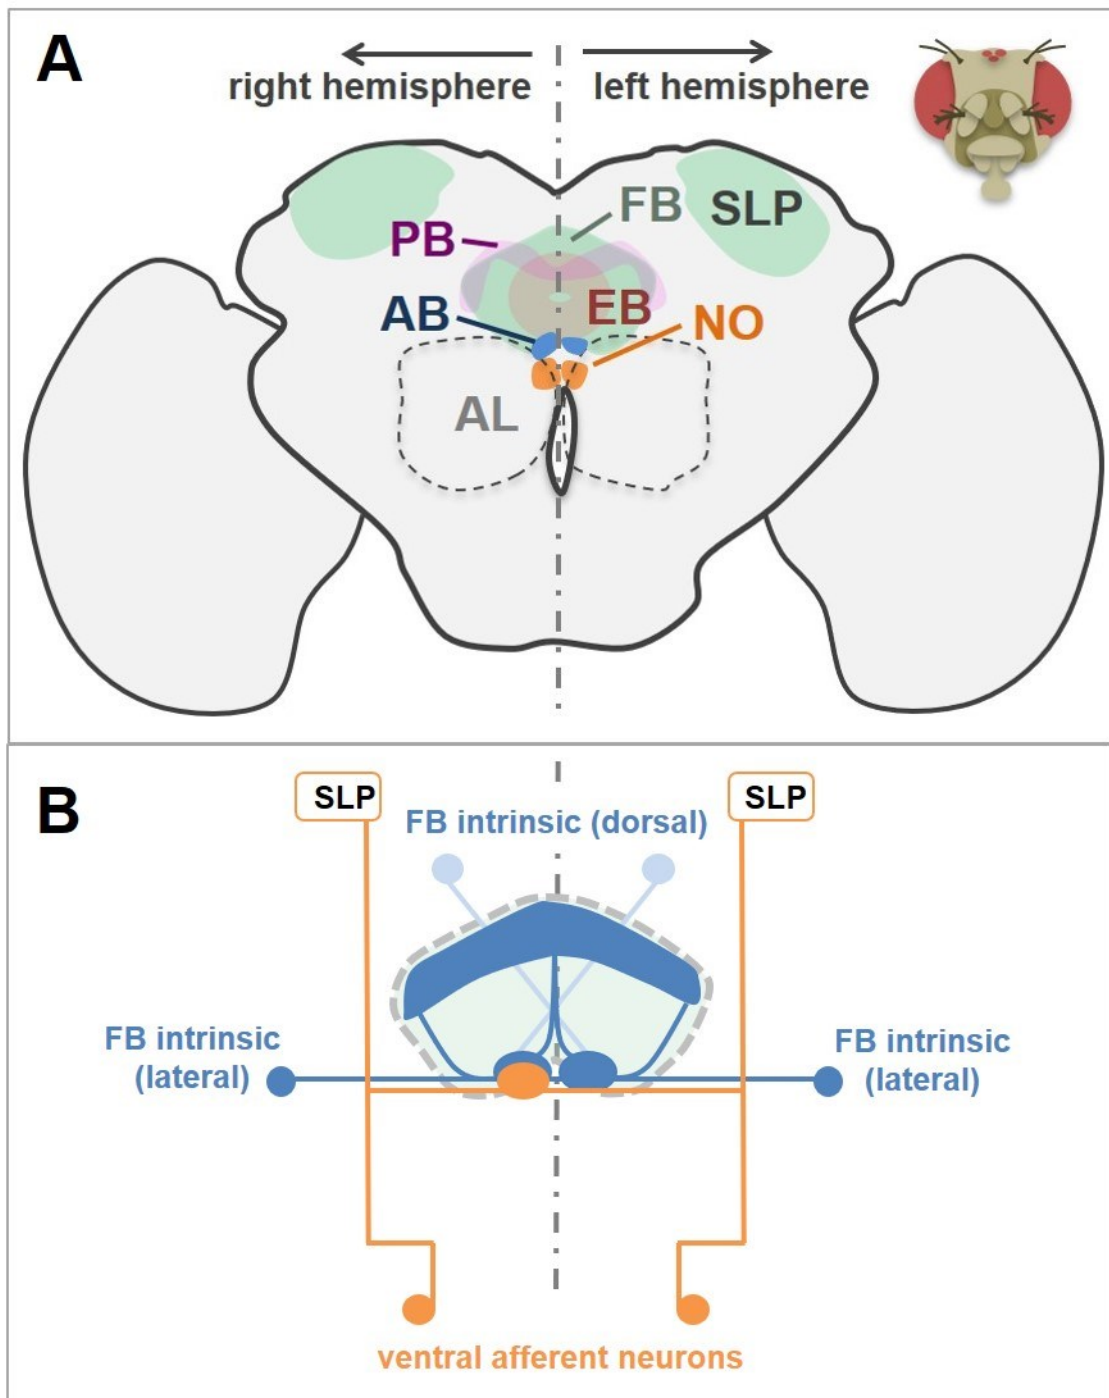 A
right hemisphere
left hemisphere
FB
SLP
PB
AB
EB
NO
AL
B
SLP
SLP
FB intrinsic (dorsal)
FB intrinsic
(lateral)
FB intrinsic
(lateral)
ventral afferent neurons